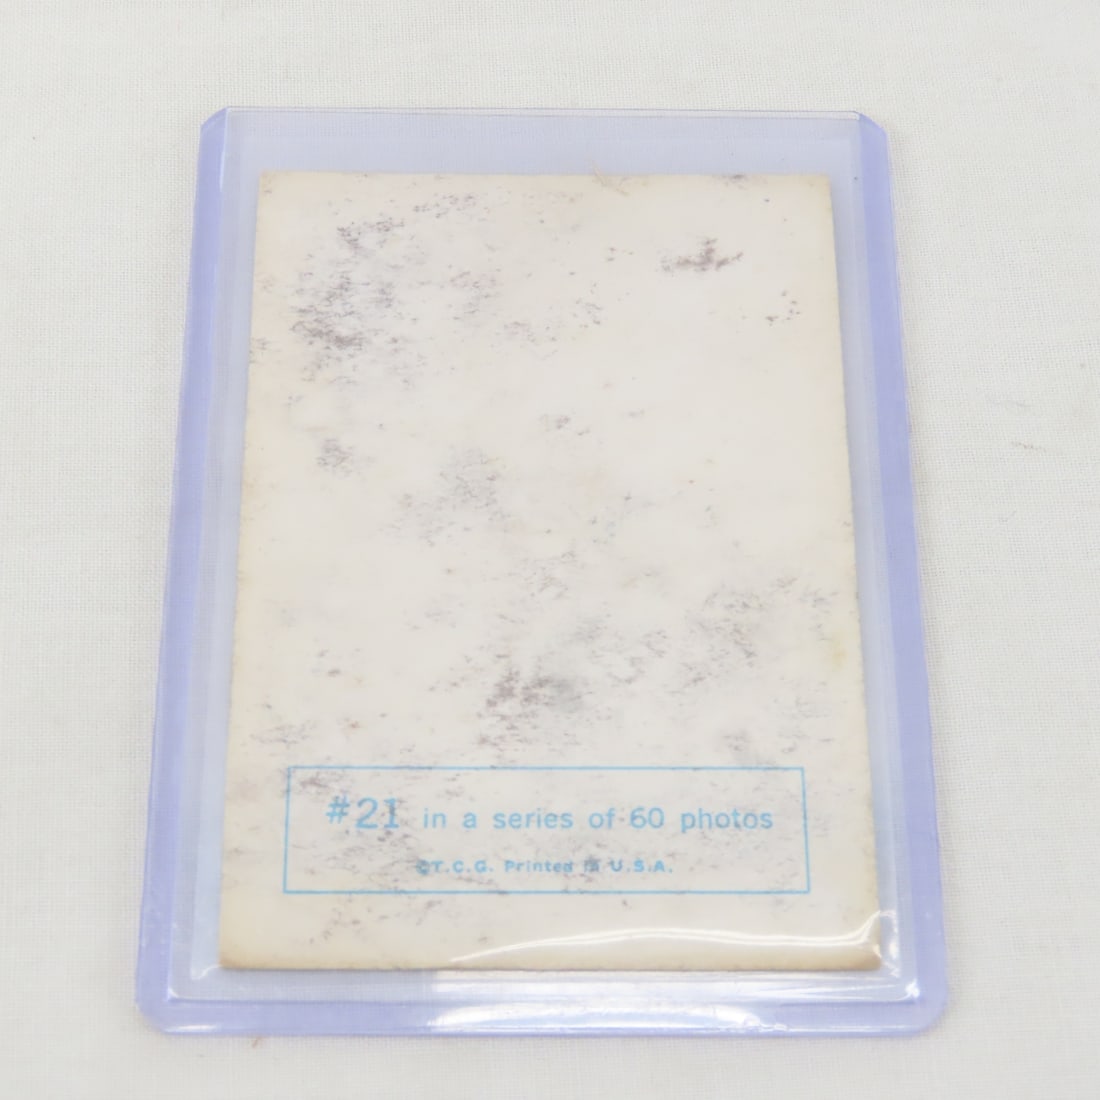 #21 in a series of 60 photos
©T.C.G. Printed in U.S.A.